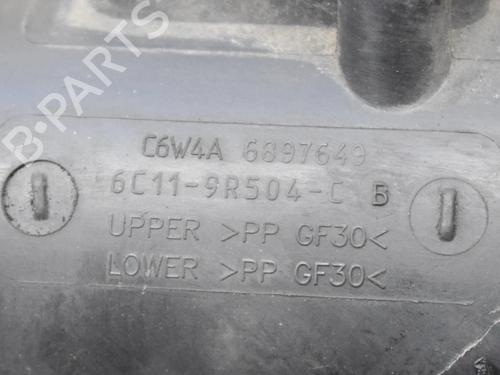 B-PARTS
C6W4A 6897649
6C11-9R504-C B
UPPER >PP GF30<
LOWER >PP GF30<